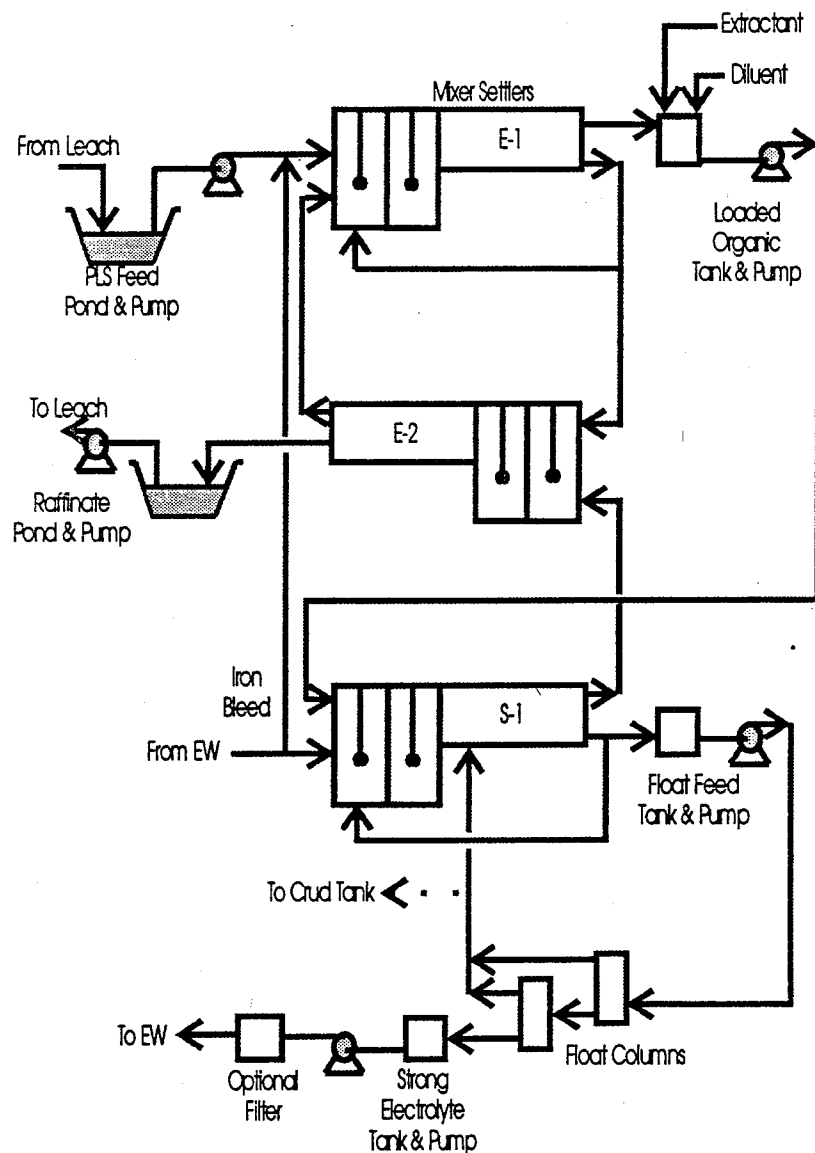 Extractant
Diluent
Mixer Settlers
E-1
From Leach
PLS Feed
Pond & Pump
Loaded
Organic
Tank & Pump
To Leach
E-2
Raffinate
Pond & Pump
Iron
Bleed
S-1
From EW
Float Feed
Tank & Pump
To Crud Tank
To EW
Float Columns
Optional
Filter
Strong
Electrolyte
Tank & Pump